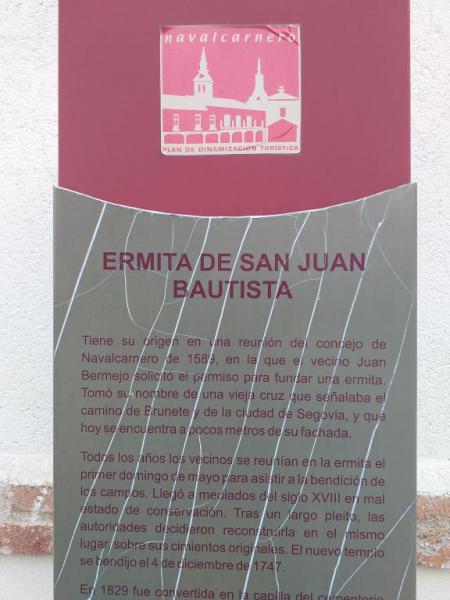 navalcarnero
PLAN DE DINAMIZACIÓN TURÍSTICA
ERMITA DE SAN JUAN
BAUTISTA
Tiene su origen en una reunión del concejo de
Navalcarnero de 1589, en la que el vecino Juan
Bermejo solicitó el permiso para fundar una ermita.
Tomó su nombre de una vieja cruz que señalaba el
camino de Brunete y de la ciudad de Segovia, y que
hoy se encuentra a pocos metros de su fachada.
Todos los años los vecinos se reunían en la ermita el
primer domingo de mayo para asistir a la bendición de
los campos. Llegó a mediados del siglo XVIII en mal
estado de conservación. Tras un largo pleito, las
autoridades decidieron reconstruirla en el mismo
lugar, sobre sus cimientos originales. El nuevo templo
se bendijo el 4 de diciembre de 1747.
En 1829 fue convertida en la capilla del cementerio